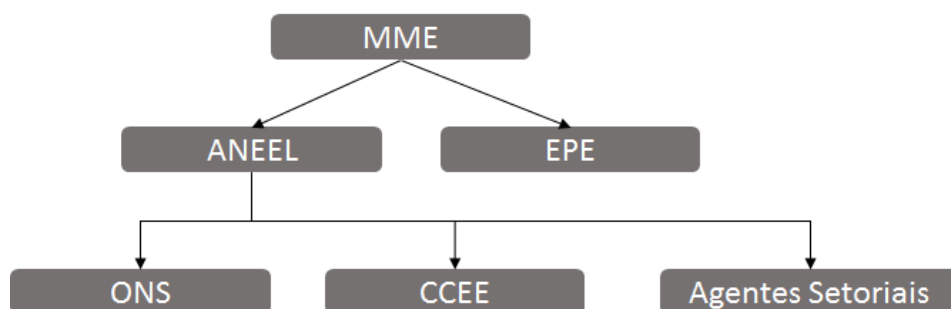 MME
ANEEL
EPE
ONS
CCEE
Agentes Setoriais